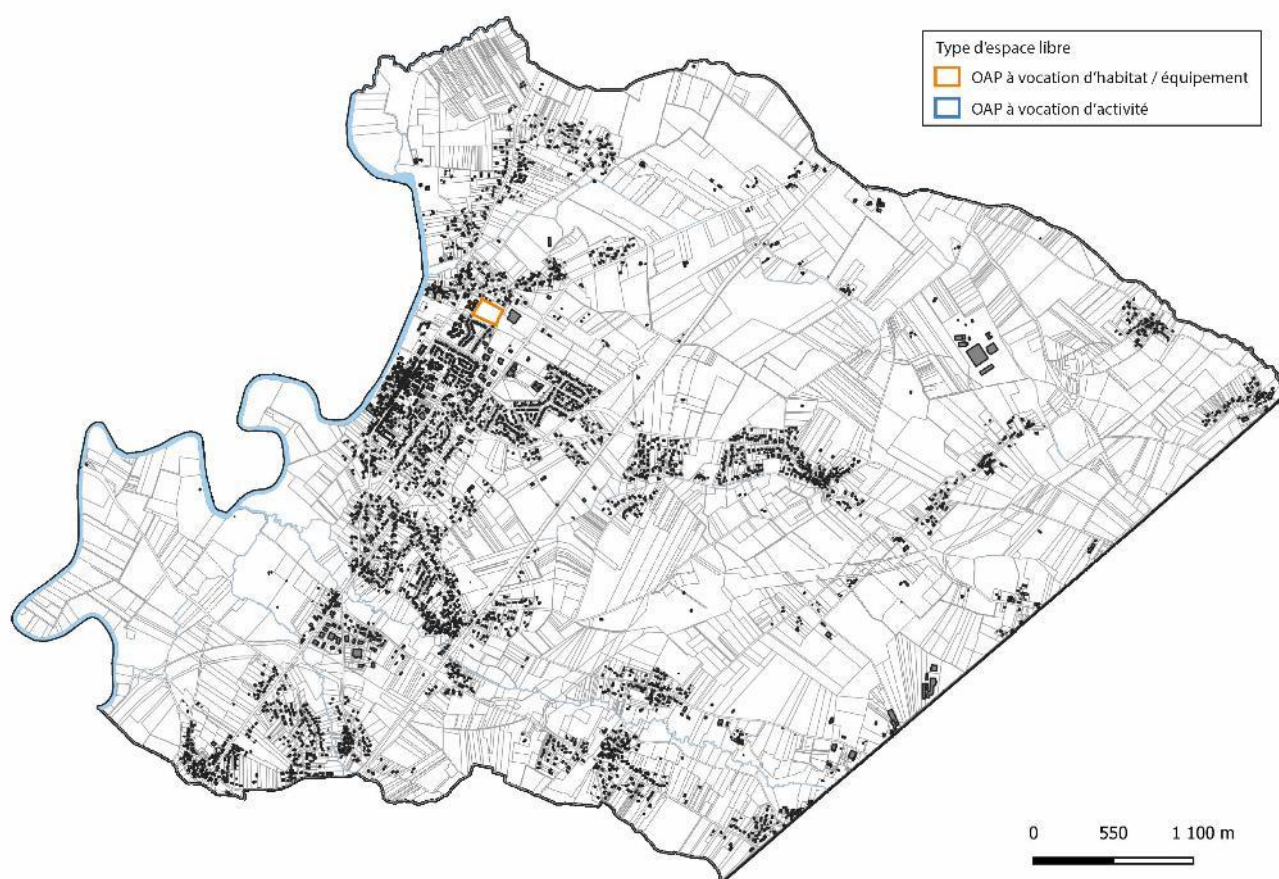 Type d'espace libre
OAP à vocation d'habitat / équipement
OAP à vocation d'activité
0 550 1 100 m